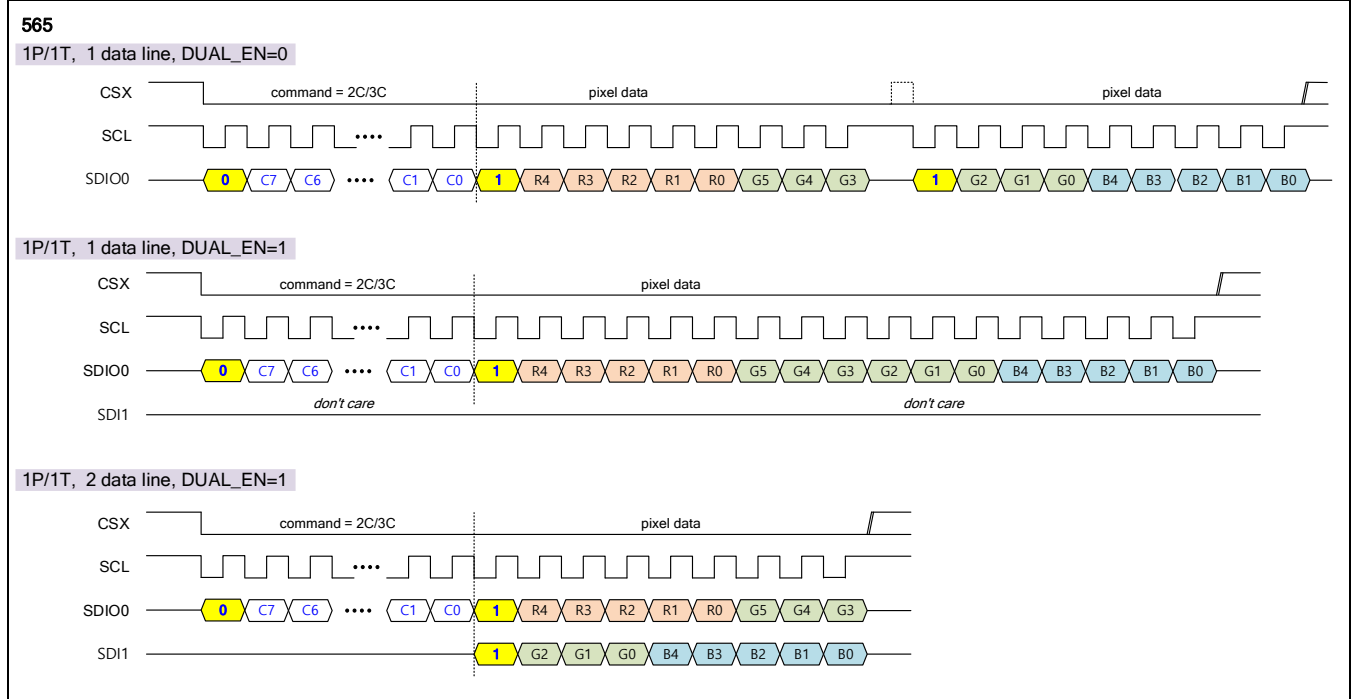 565
1P/1T, 1 data line, DUAL_EN=0
CSX command = 2C/3C pixel data pixel data
SCL ....
SDIO0 0 C7 C6 .... C1 C0 1 R4 R3 R2 R1 R0 G5 G4 G3 1 G2 G1 G0 B4 B3 B2 B1 B0
1P/1T, 1 data line, DUAL_EN=1
CSX command = 2C/3C pixel data
SCL ....
SDIO0 0 C7 C6 .... C1 C0 1 R4 R3 R2 R1 R0 G5 G4 G3 G2 G1 G0 B4 B3 B2 B1 B0
SDI1 don't care don't care
1P/1T, 2 data line, DUAL_EN=1
CSX command = 2C/3C pixel data
SCL ....
SDIO0 0 C7 C6 .... C1 C0 1 R4 R3 R2 R1 R0 G5 G4 G3
SDI1 1 G2 G1 G0 B4 B3 B2 B1 B0